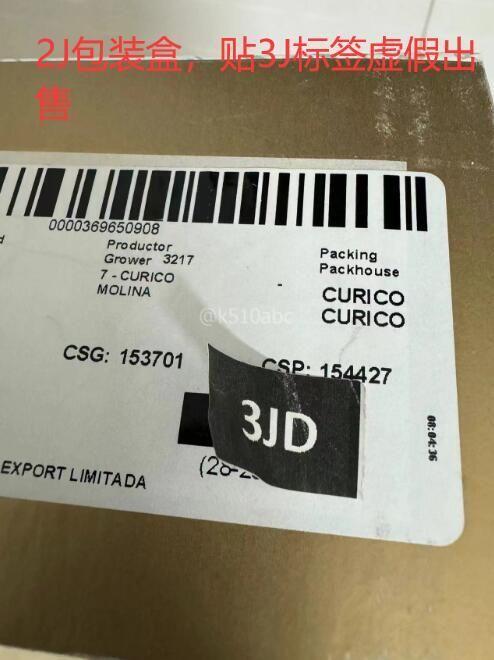 2J包装盒，贴3J标签虚假出
售
0000369650908
Productor
Grower 3217
7 - CURICO
MOLINA
Packing
Packhouse
CURICO
CURICO
@k510abc
CSG: 153701
CSP: 154427
3JD
EXPORT LIMITADA
08:04:36